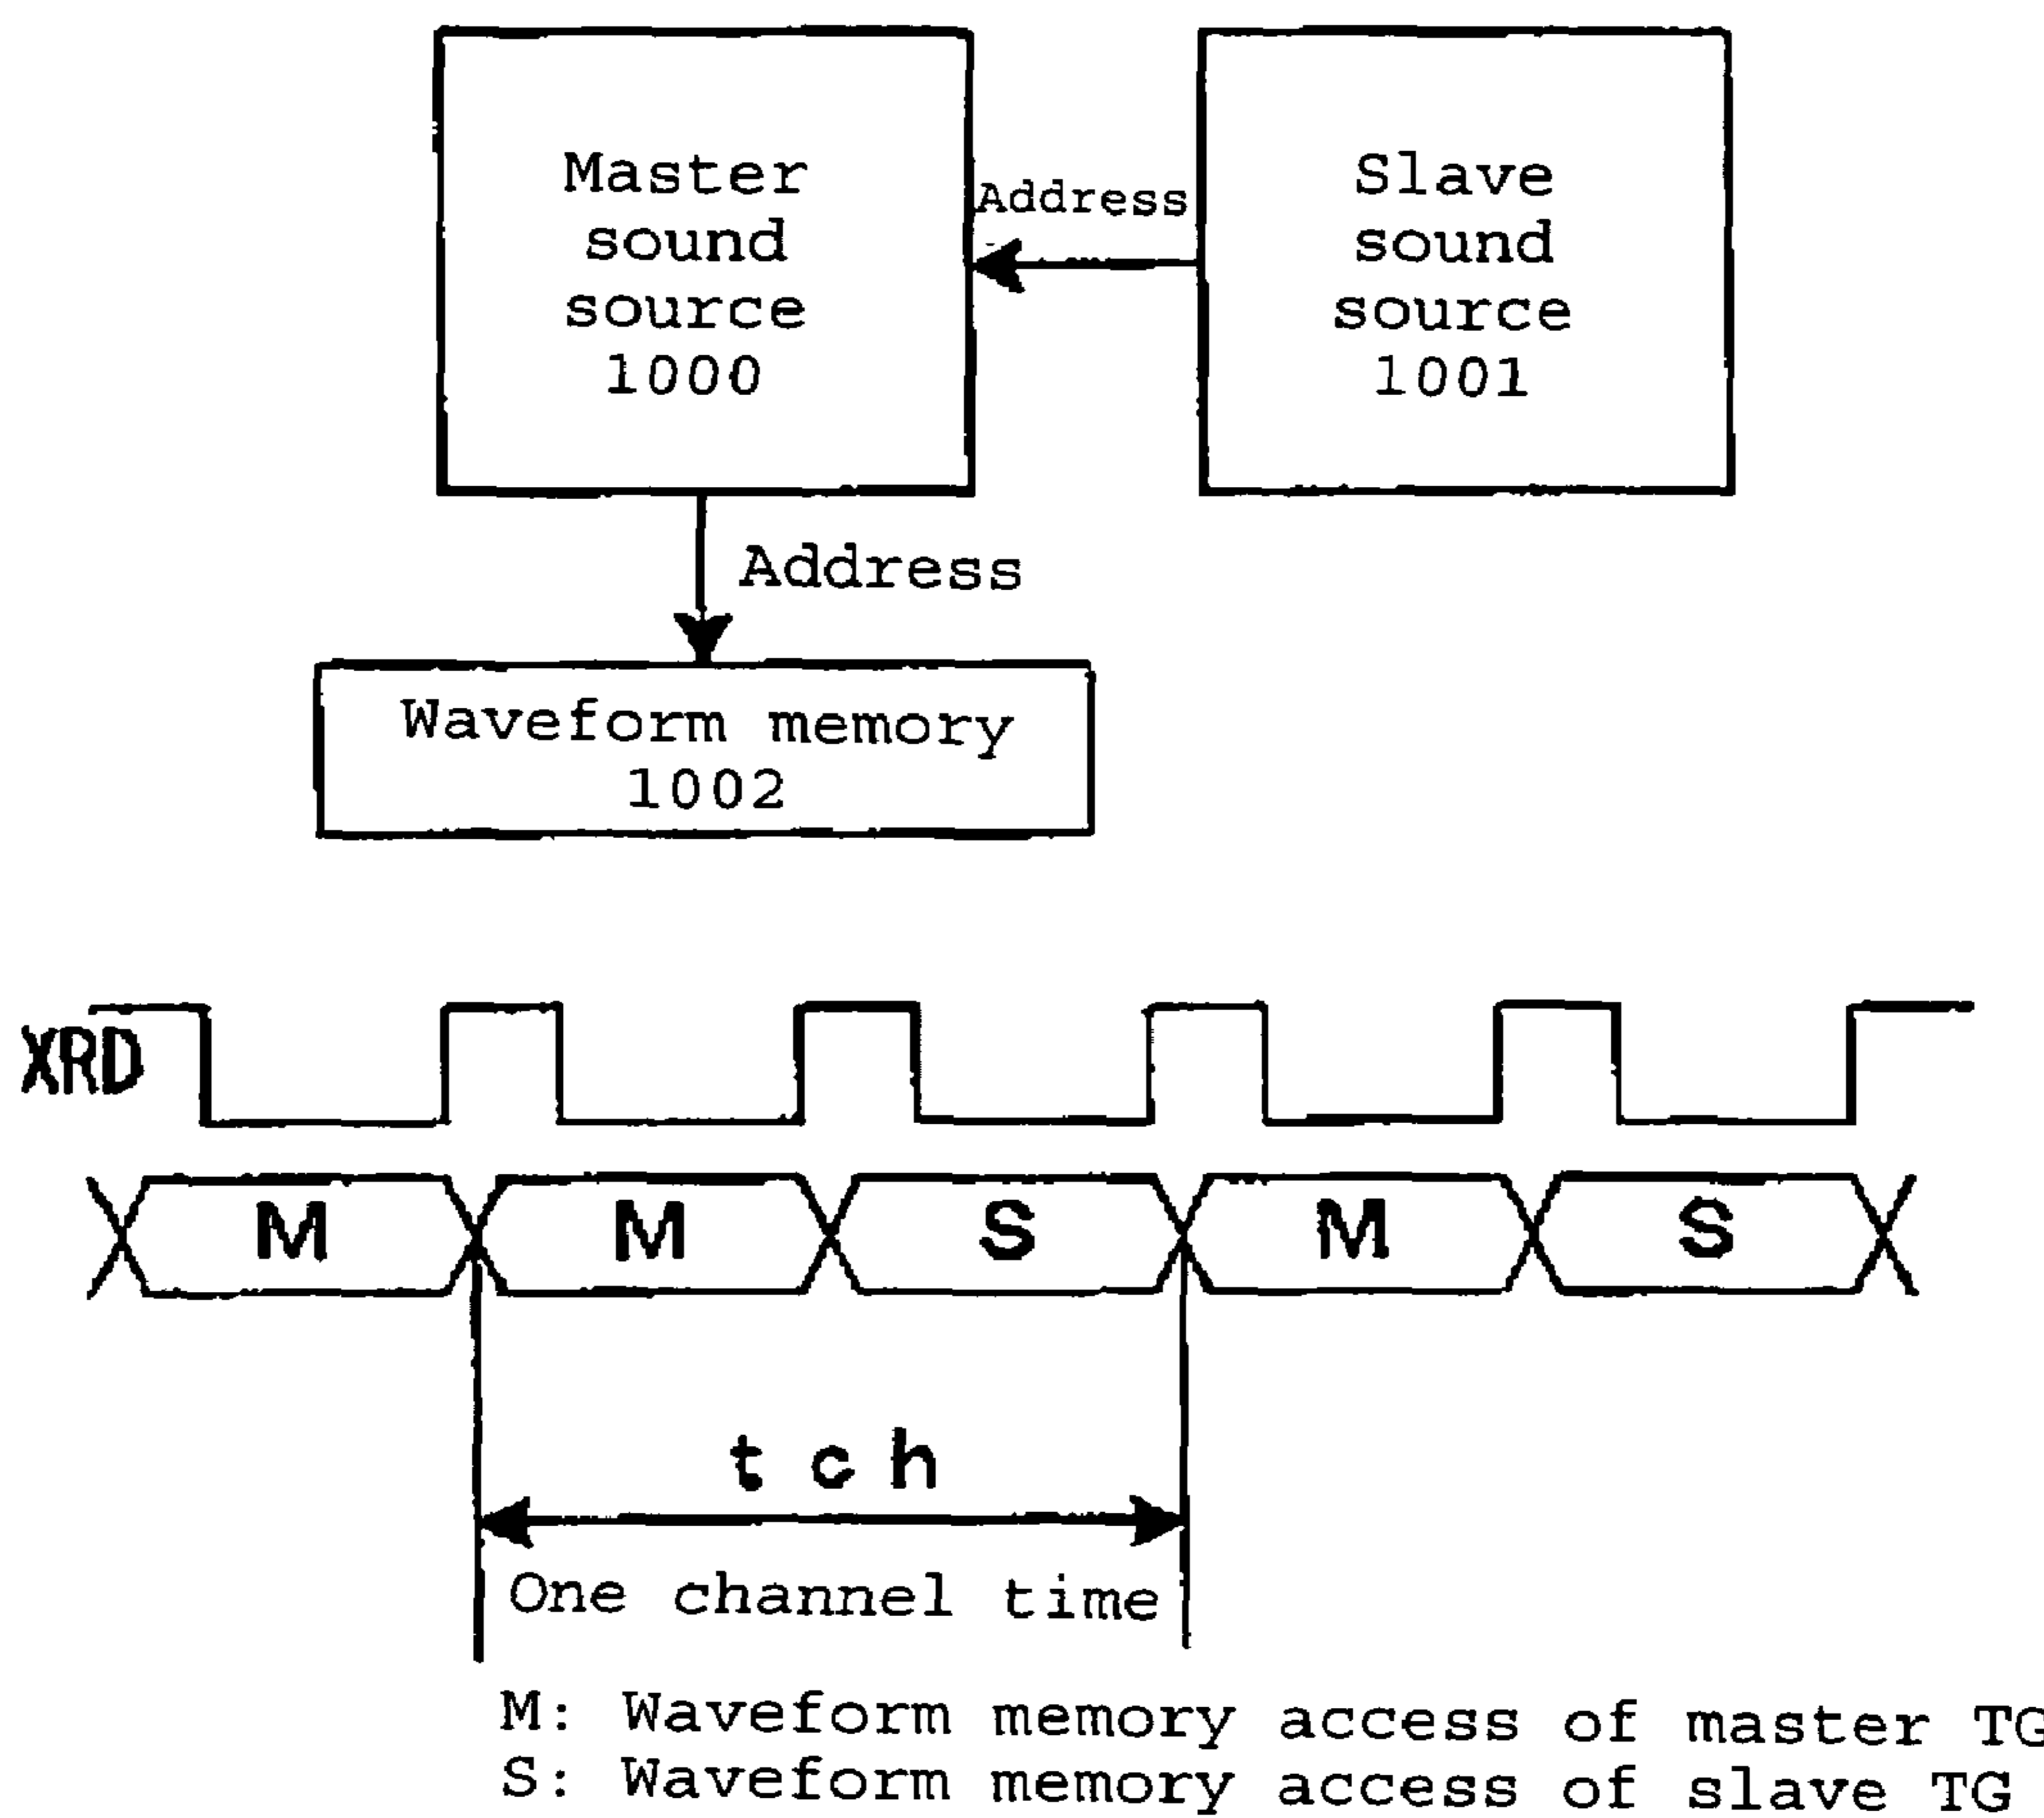 Master
sound
source
1000
Address
Slave
sound
source
1001
Address
Waveform memory
1002
XRD
M
M
S
M
S
tch
One channel time
M: Waveform memory access of master TG
S: Waveform memory access of slave TG